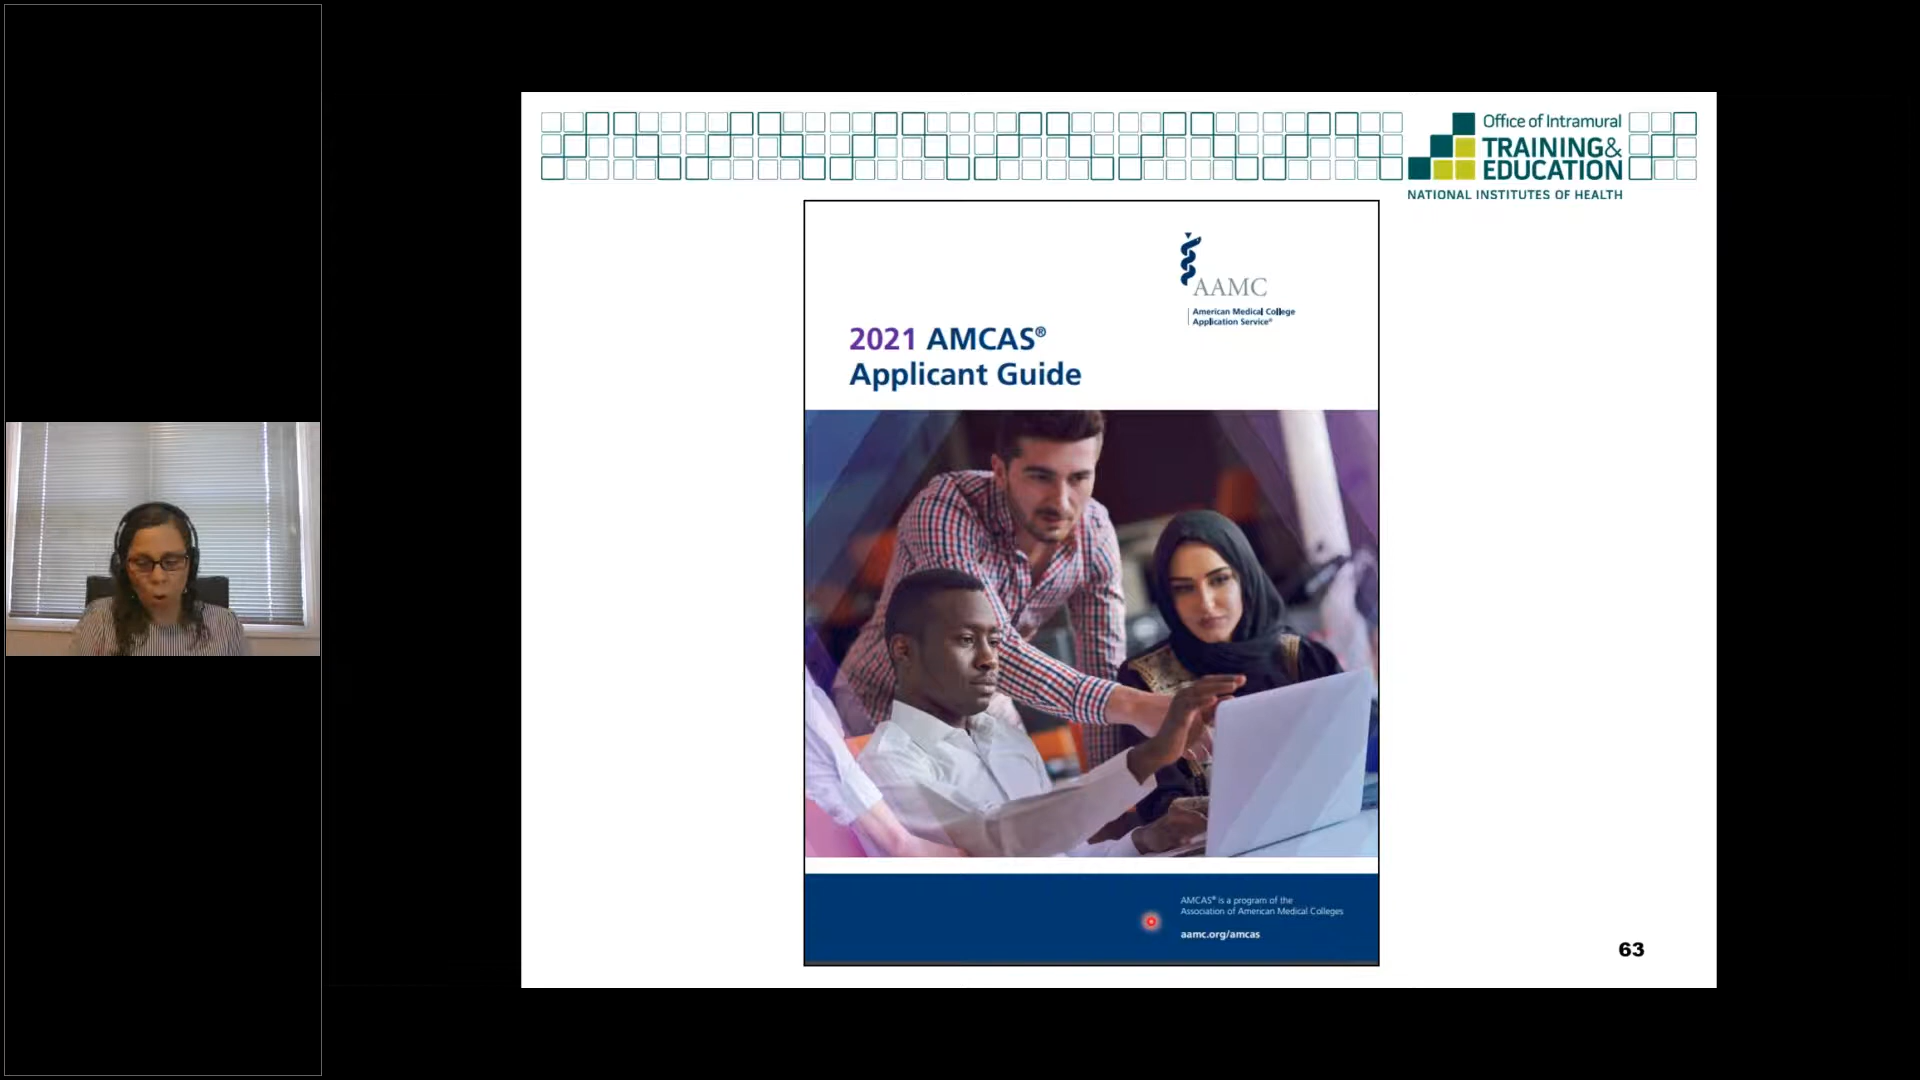 Office of Intramural
TRAINING&
EDUCATION
NATIONAL INSTITUTES OF HEALTH
AAMC
American Medical College
Application Service®
2021 AMCAS®
Applicant Guide
AMCAS® is a program of the
Association of American Medical Colleges
aamc.org/amcas
63